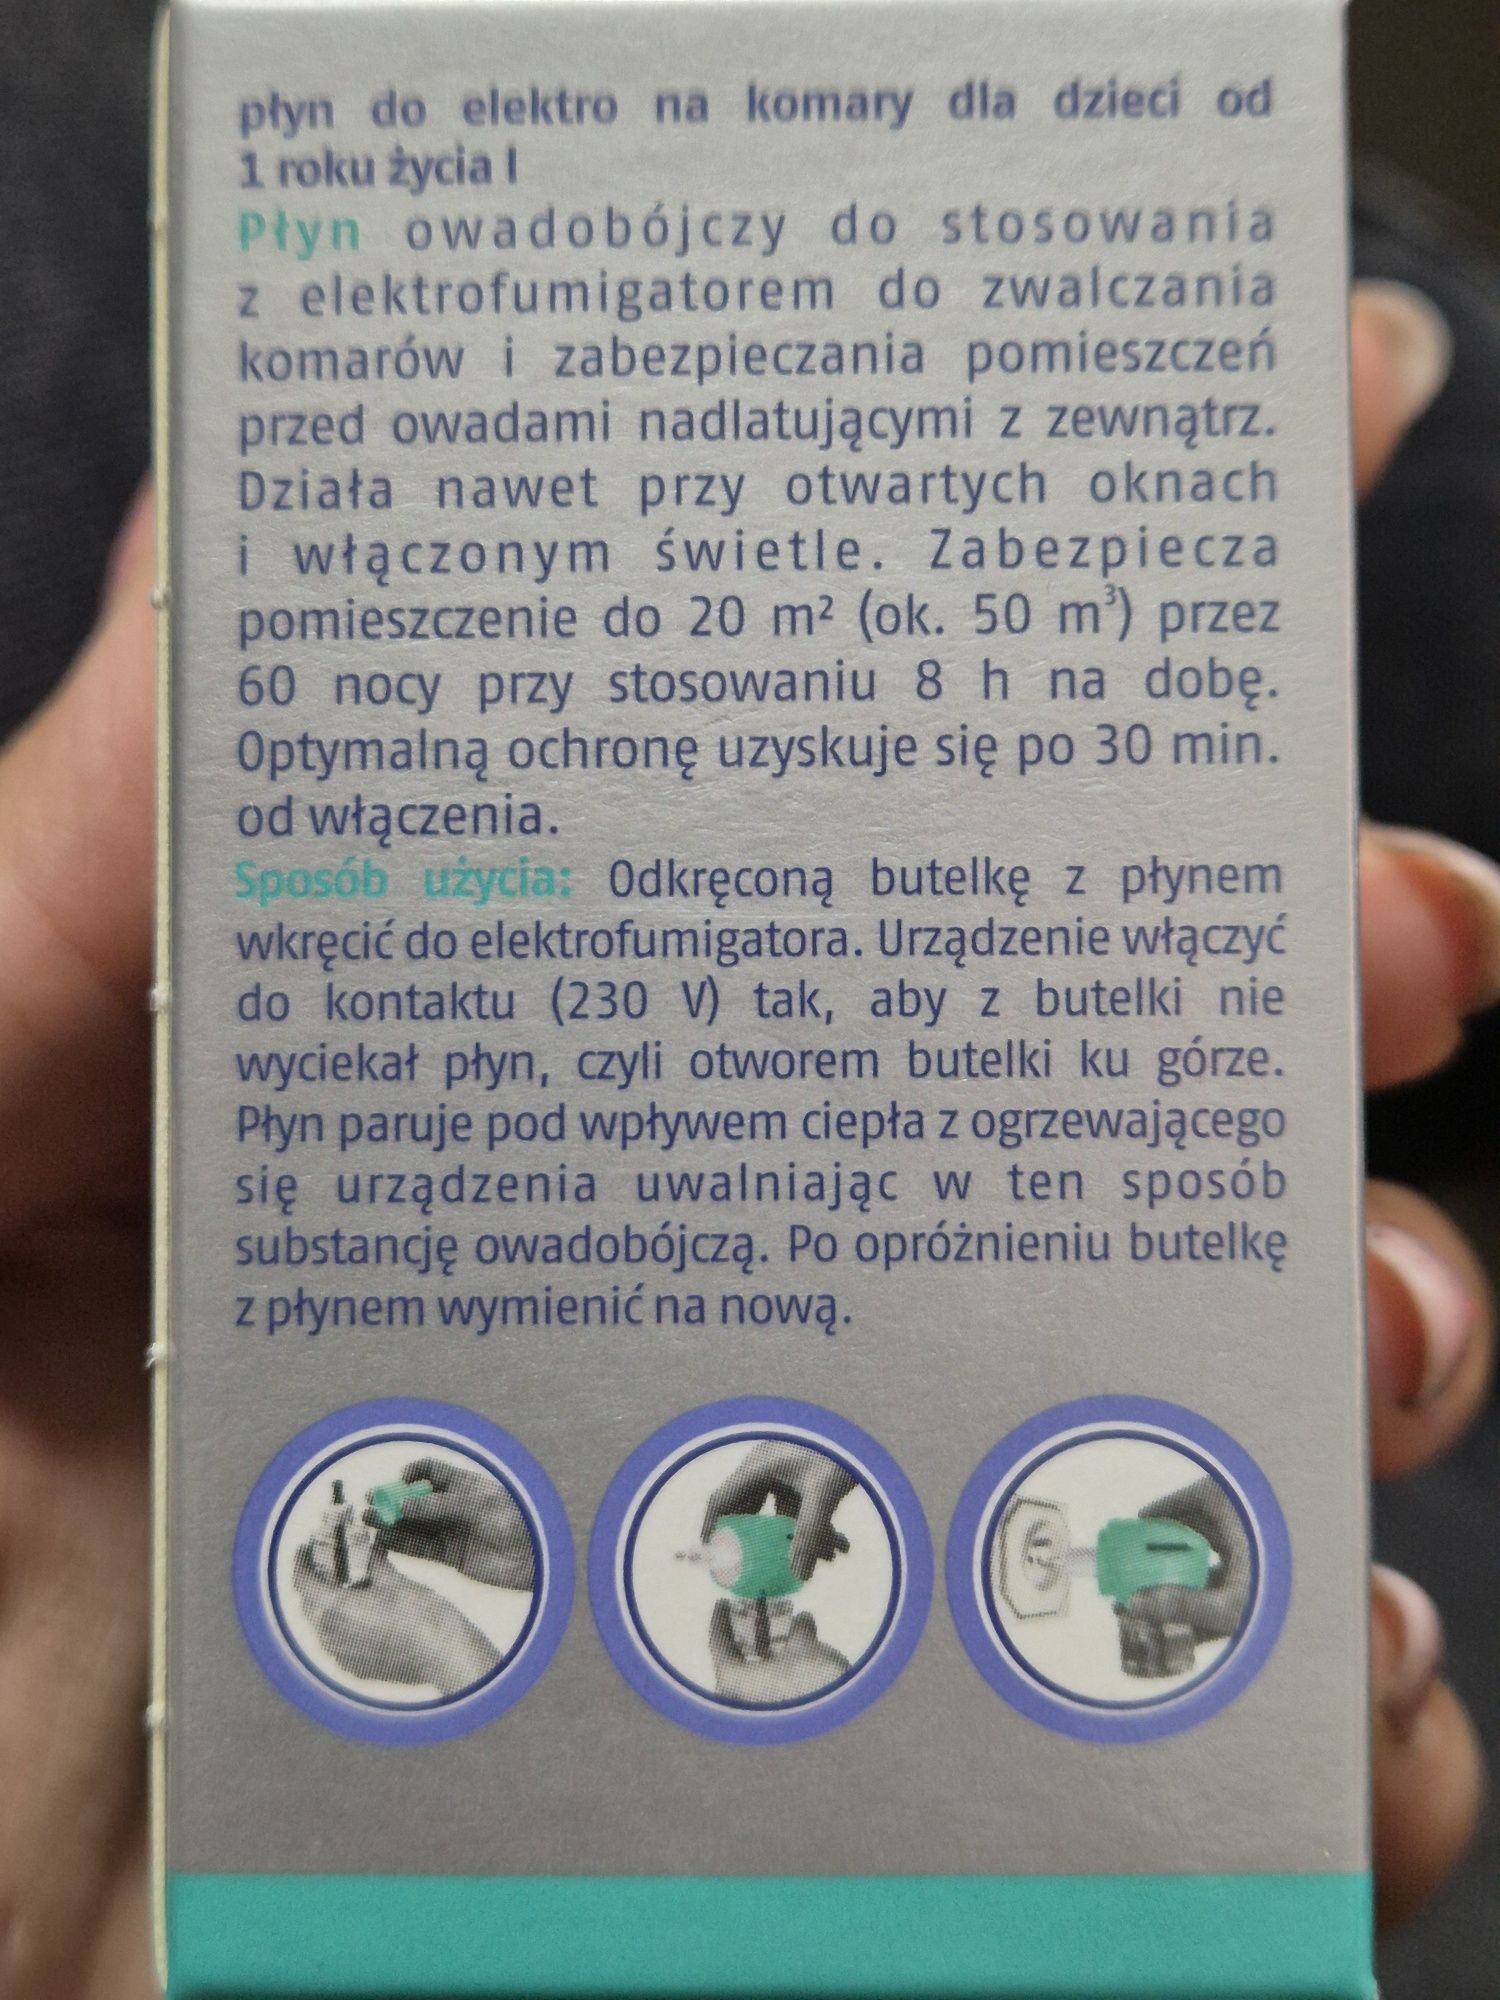 płyn do elektro na komary dla dzieci od
1 roku życia I
Płyn owadobójczy do stosowania
z elektrofumigatorem do zwalczania
komarów i zabezpieczania pomieszczeń
przed owadami nadlatującymi z zewnątrz.
Działa nawet przy otwartych oknach
i włączonym świetle. Zabezpiecza
pomieszczenie do 20 m² (ok. 50 m³) przez
60 nocy przy stosowaniu 8 h na dobę.
Optymalną ochronę uzyskuje się po 30 min.
od włączenia.
Sposób użycia: Odkręconą butelkę z płynem
wkręcić do elektrofumigatora. Urządzenie włączyć
do kontaktu (230 V) tak, aby z butelki nie
wyciekał płyn, czyli otworem butelki ku górze.
Płyn paruje pod wpływem ciepła z ogrzewającego
się urządzenia uwalniając w ten sposób
substancję owadobójczą. Po opróżnieniu butelkę
z płynem wymienić na nową.